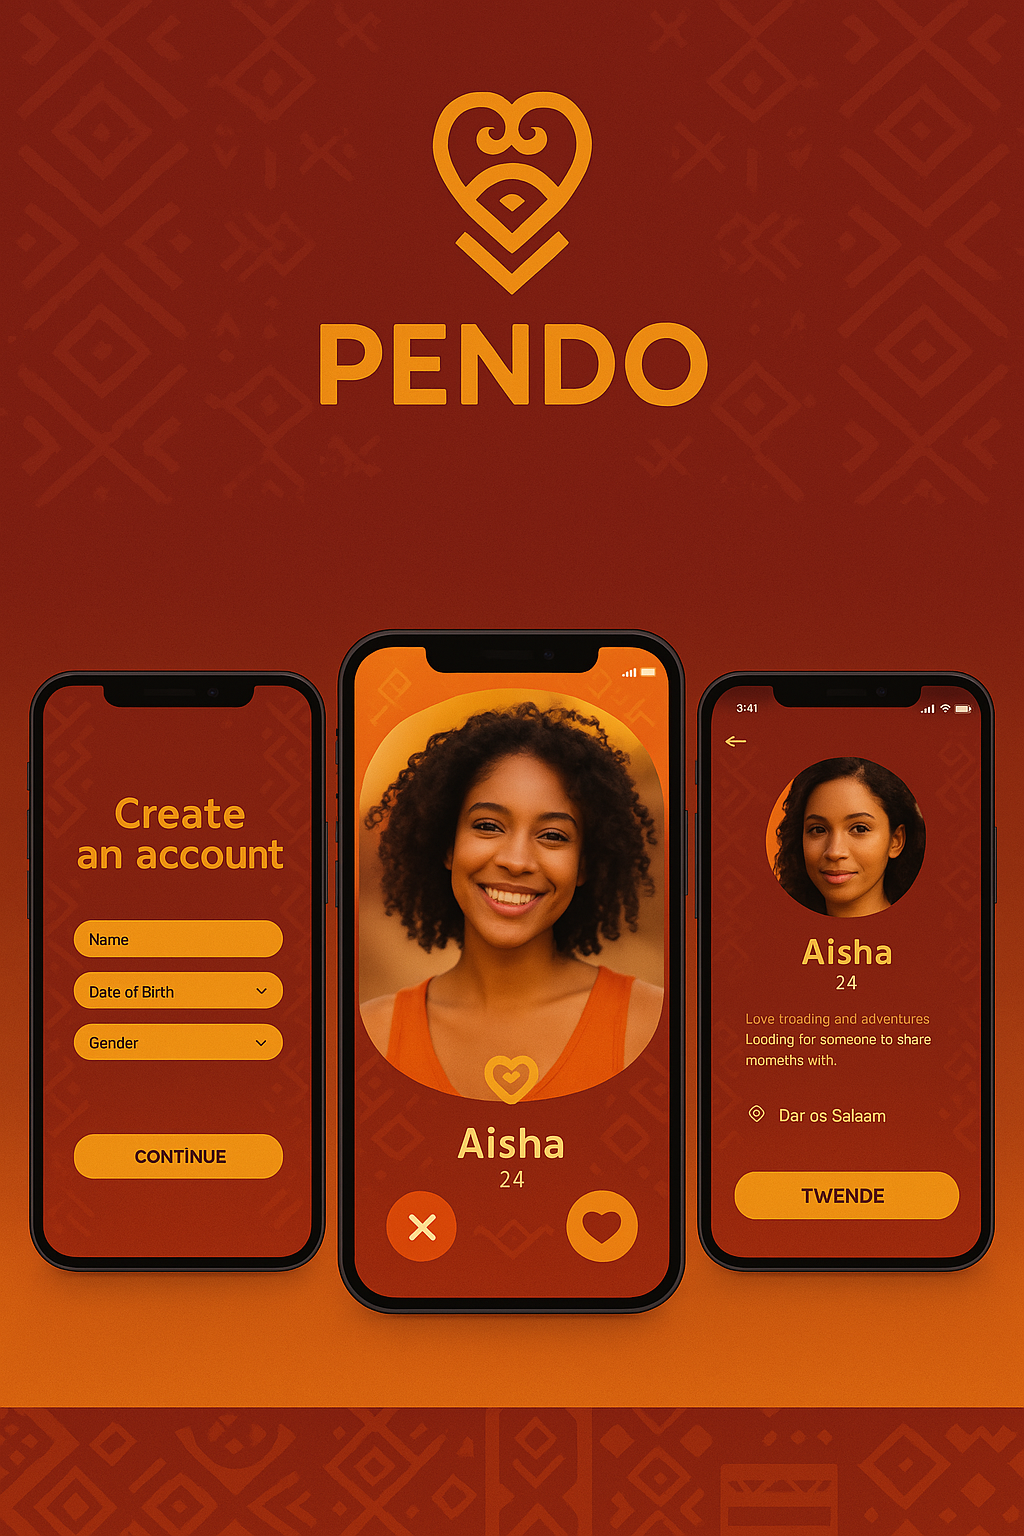 PENDO
Create
an account
Name
Date of Birth
Gender
CONTİNUE
Aisha
24
3:41
Aisha
24
Love troading and adventures
Looding for someone to share
momeths with.
Dar os Salaam
TWENDE